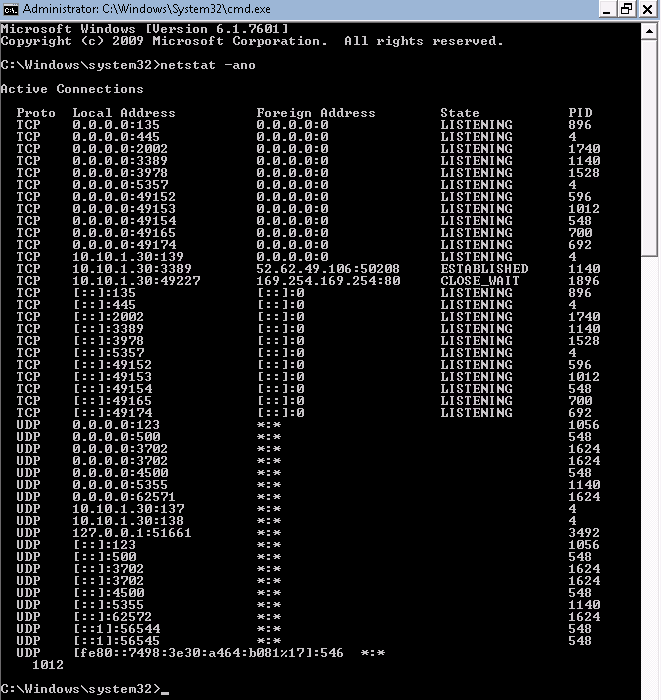 Administrator: C:\Windows\System32\cmd.exe
Microsoft Windows [Version 6.1.7601]
Copyright (c) 2009 Microsoft Corporation.  All rights reserved.
C:\Windows\system32>netstat -ano
Active Connections
Proto  Local Address          Foreign Address        State           PID
TCP    0.0.0.0:135            0.0.0.0:0              LISTENING       896
TCP    0.0.0.0:445            0.0.0.0:0              LISTENING       4
TCP    0.0.0.0:2002           0.0.0.0:0              LISTENING       1740
TCP    0.0.0.0:3389           0.0.0.0:0              LISTENING       1140
TCP    0.0.0.0:3978           0.0.0.0:0              LISTENING       1528
TCP    0.0.0.0:5357           0.0.0.0:0              LISTENING       4
TCP    0.0.0.0:49152          0.0.0.0:0              LISTENING       596
TCP    0.0.0.0:49153          0.0.0.0:0              LISTENING       1012
TCP    0.0.0.0:49154          0.0.0.0:0              LISTENING       548
TCP    0.0.0.0:49165          0.0.0.0:0              LISTENING       700
TCP    0.0.0.0:49174          0.0.0.0:0              LISTENING       692
TCP    10.10.1.30:139         0.0.0.0:0              LISTENING       4
TCP    10.10.1.30:3389        52.62.49.106:50208     ESTABLISHED     1140
TCP    10.10.1.30:49227       169.254.169.254:80     CLOSE_WAIT      1896
TCP    [::]:135               [::]:0                 LISTENING       896
TCP    [::]:445               [::]:0                 LISTENING       4
TCP    [::]:2002              [::]:0                 LISTENING       1740
TCP    [::]:3389              [::]:0                 LISTENING       1140
TCP    [::]:3978              [::]:0                 LISTENING       1528
TCP    [::]:5357              [::]:0                 LISTENING       4
TCP    [::]:49152             [::]:0                 LISTENING       596
TCP    [::]:49153             [::]:0                 LISTENING       1012
TCP    [::]:49154             [::]:0                 LISTENING       548
TCP    [::]:49165             [::]:0                 LISTENING       700
TCP    [::]:49174             [::]:0                 LISTENING       692
UDP    0.0.0.0:123            *:*                                    1056
UDP    0.0.0.0:500            *:*                                    548
UDP    0.0.0.0:3702           *:*                                    1624
UDP    0.0.0.0:3702           *:*                                    1624
UDP    0.0.0.0:4500           *:*                                    548
UDP    0.0.0.0:5355           *:*                                    1140
UDP    0.0.0.0:62571          *:*                                    1624
UDP    10.10.1.30:137         *:*                                    4
UDP    10.10.1.30:138         *:*                                    4
UDP    127.0.0.1:51661        *:*                                    3492
UDP    [::]:123               *:*                                    1056
UDP    [::]:500               *:*                                    548
UDP    [::]:3702              *:*                                    1624
UDP    [::]:3702              *:*                                    1624
UDP    [::]:4500              *:*                                    548
UDP    [::]:5355              *:*                                    1140
UDP    [::]:62572             *:*                                    1624
UDP    [::1]:56544            *:*                                    548
UDP    [::1]:56545            *:*                                    548
UDP    [fe80::7498:3e30:a464:b081%17]:546  *:*
1012
C:\Windows\system32>_